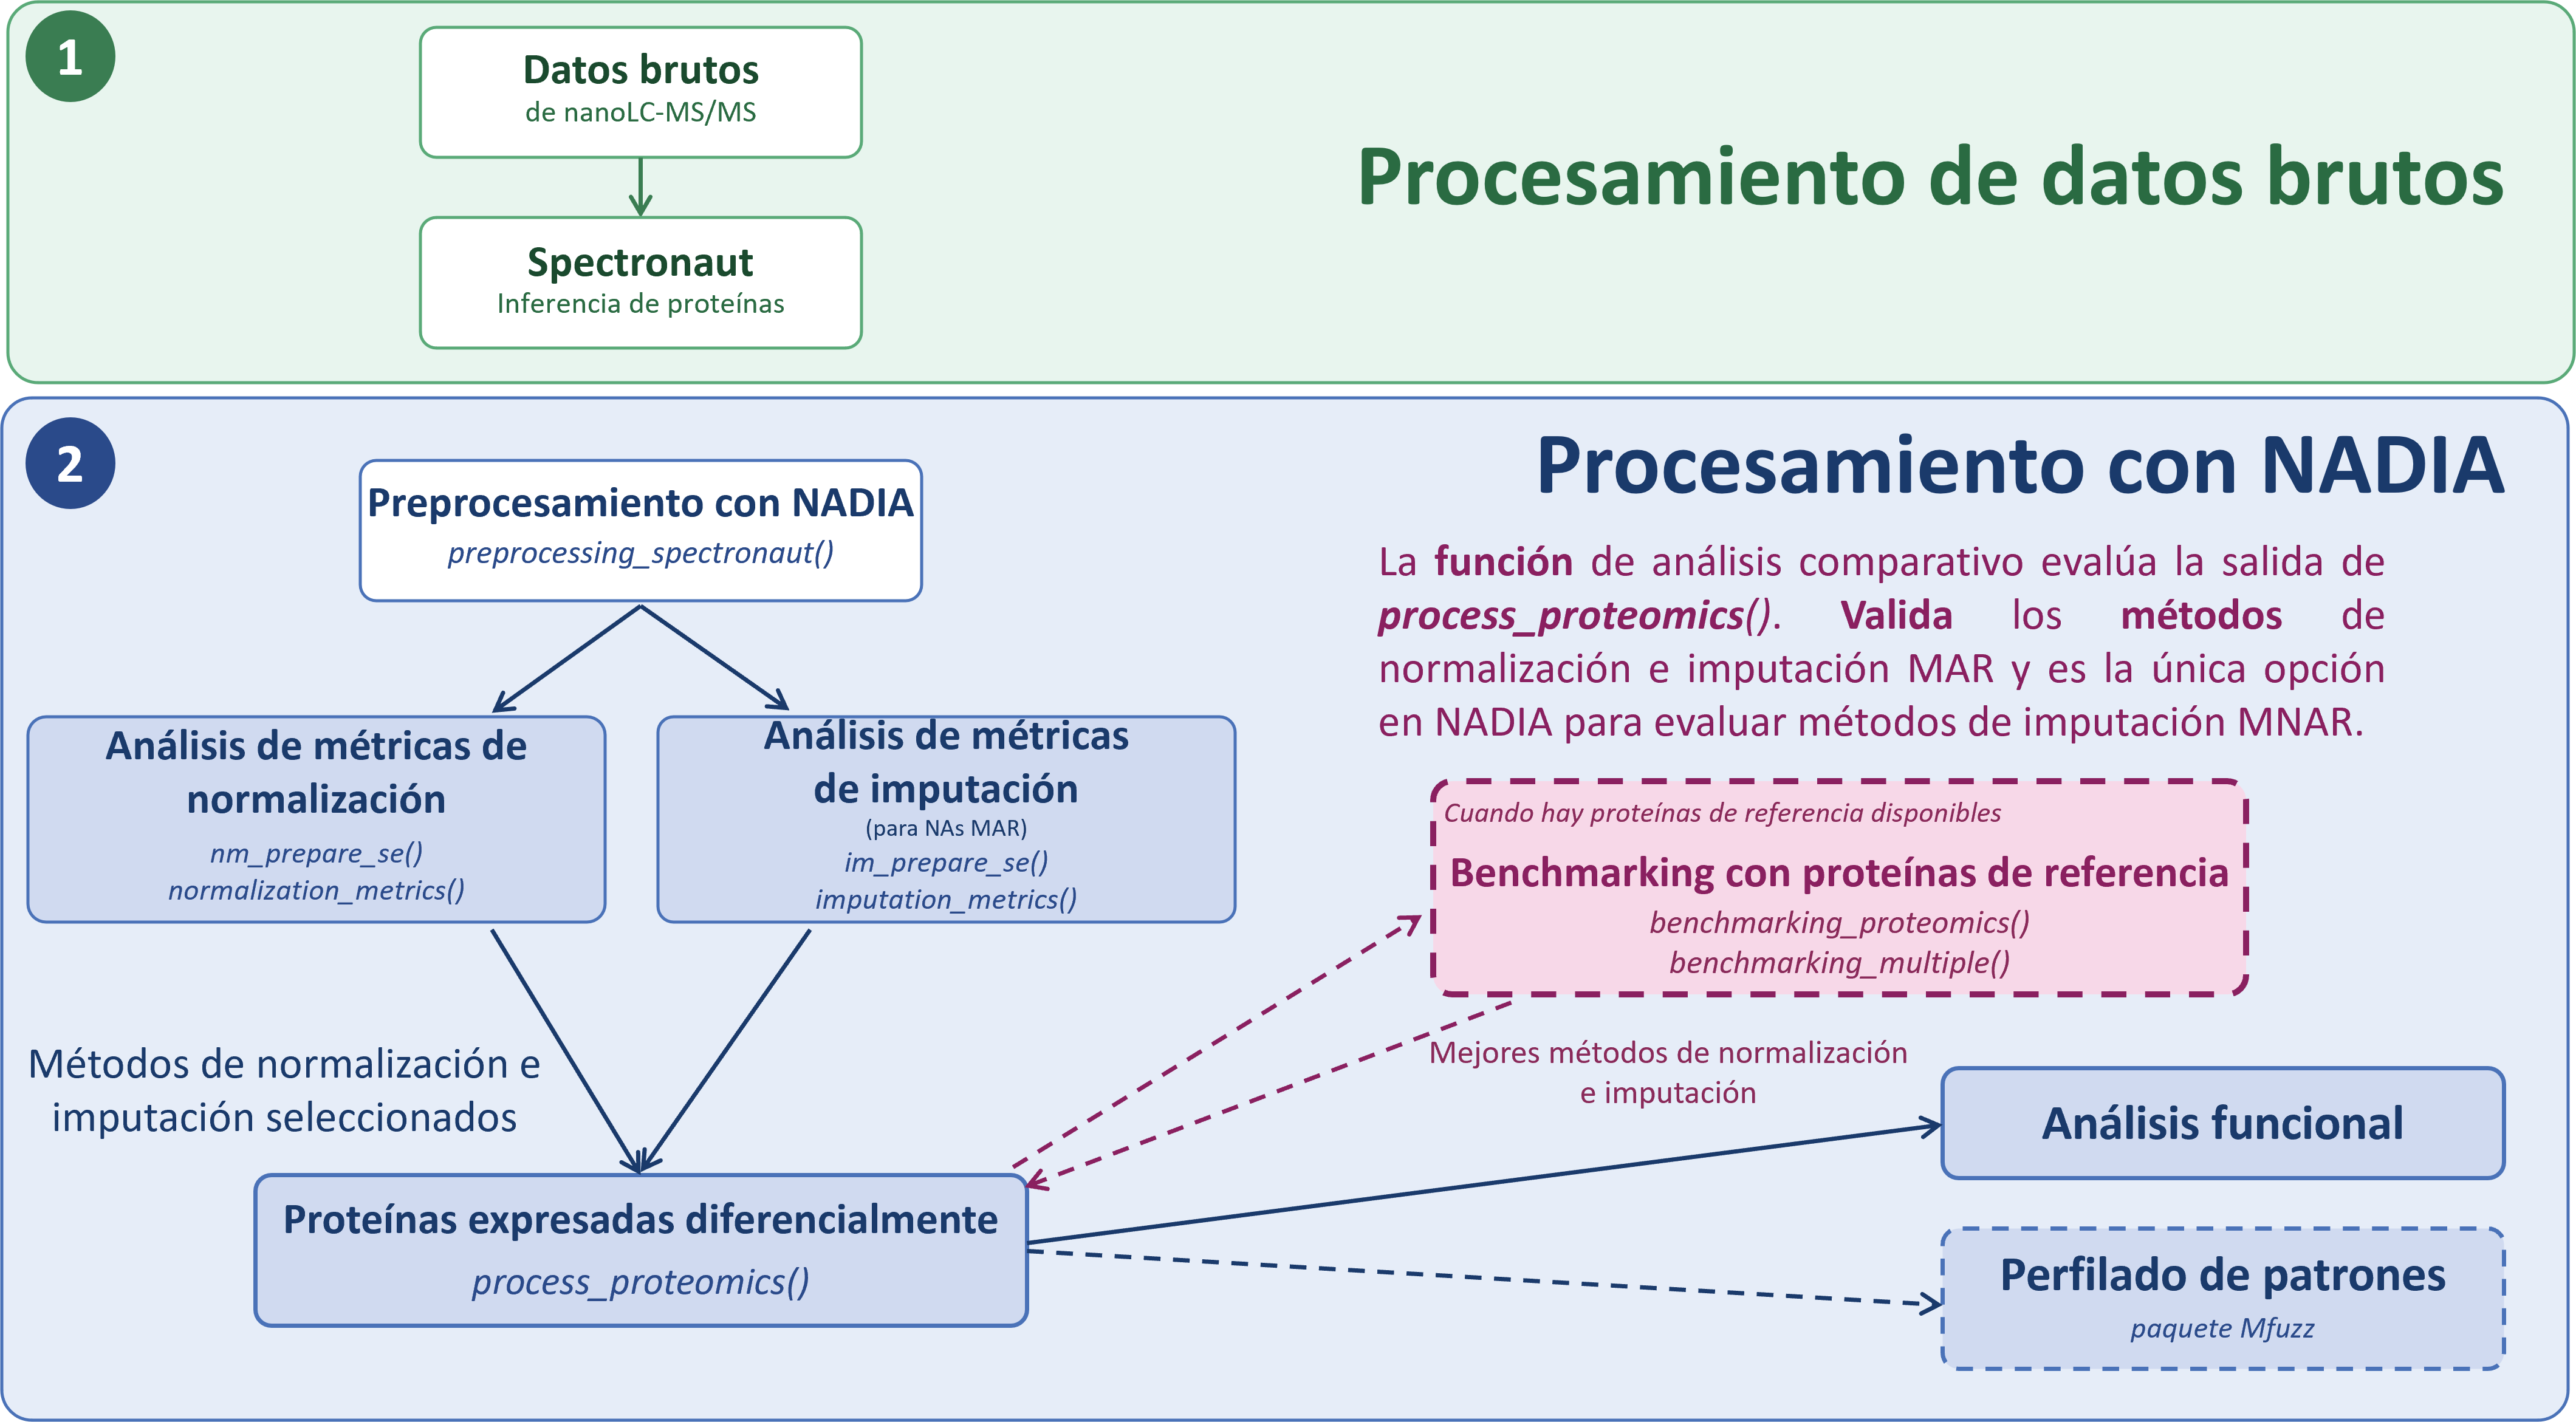 1
Datos brutos
de nanoLC-MS/MS
Spectronaut
Inferencia de proteínas
Procesamiento de datos brutos
2
Procesamiento con NADIA
Preprocesamiento con NADIA
preprocessing_spectronaut()
La función de análisis comparativo evalúa la salida de
process_proteomics(). Valida los métodos de
normalización e imputación MAR y es la única opción
en NADIA para evaluar métodos de imputación MNAR.
Análisis de métricas de
normalización
nm_prepare_se()
normalization_metrics()
Análisis de métricas
de imputación
(para NAs MAR)
im_prepare_se()
imputation_metrics()
Cuando hay proteínas de referencia disponibles
Benchmarking con proteínas de referencia
benchmarking_proteomics()
benchmarking_multiple()
Métodos de normalización e
imputación seleccionados
Mejores métodos de normalización
e imputación
Proteínas expresadas diferencialmente
process_proteomics()
Análisis funcional
Perfilado de patrones
paquete Mfuzz